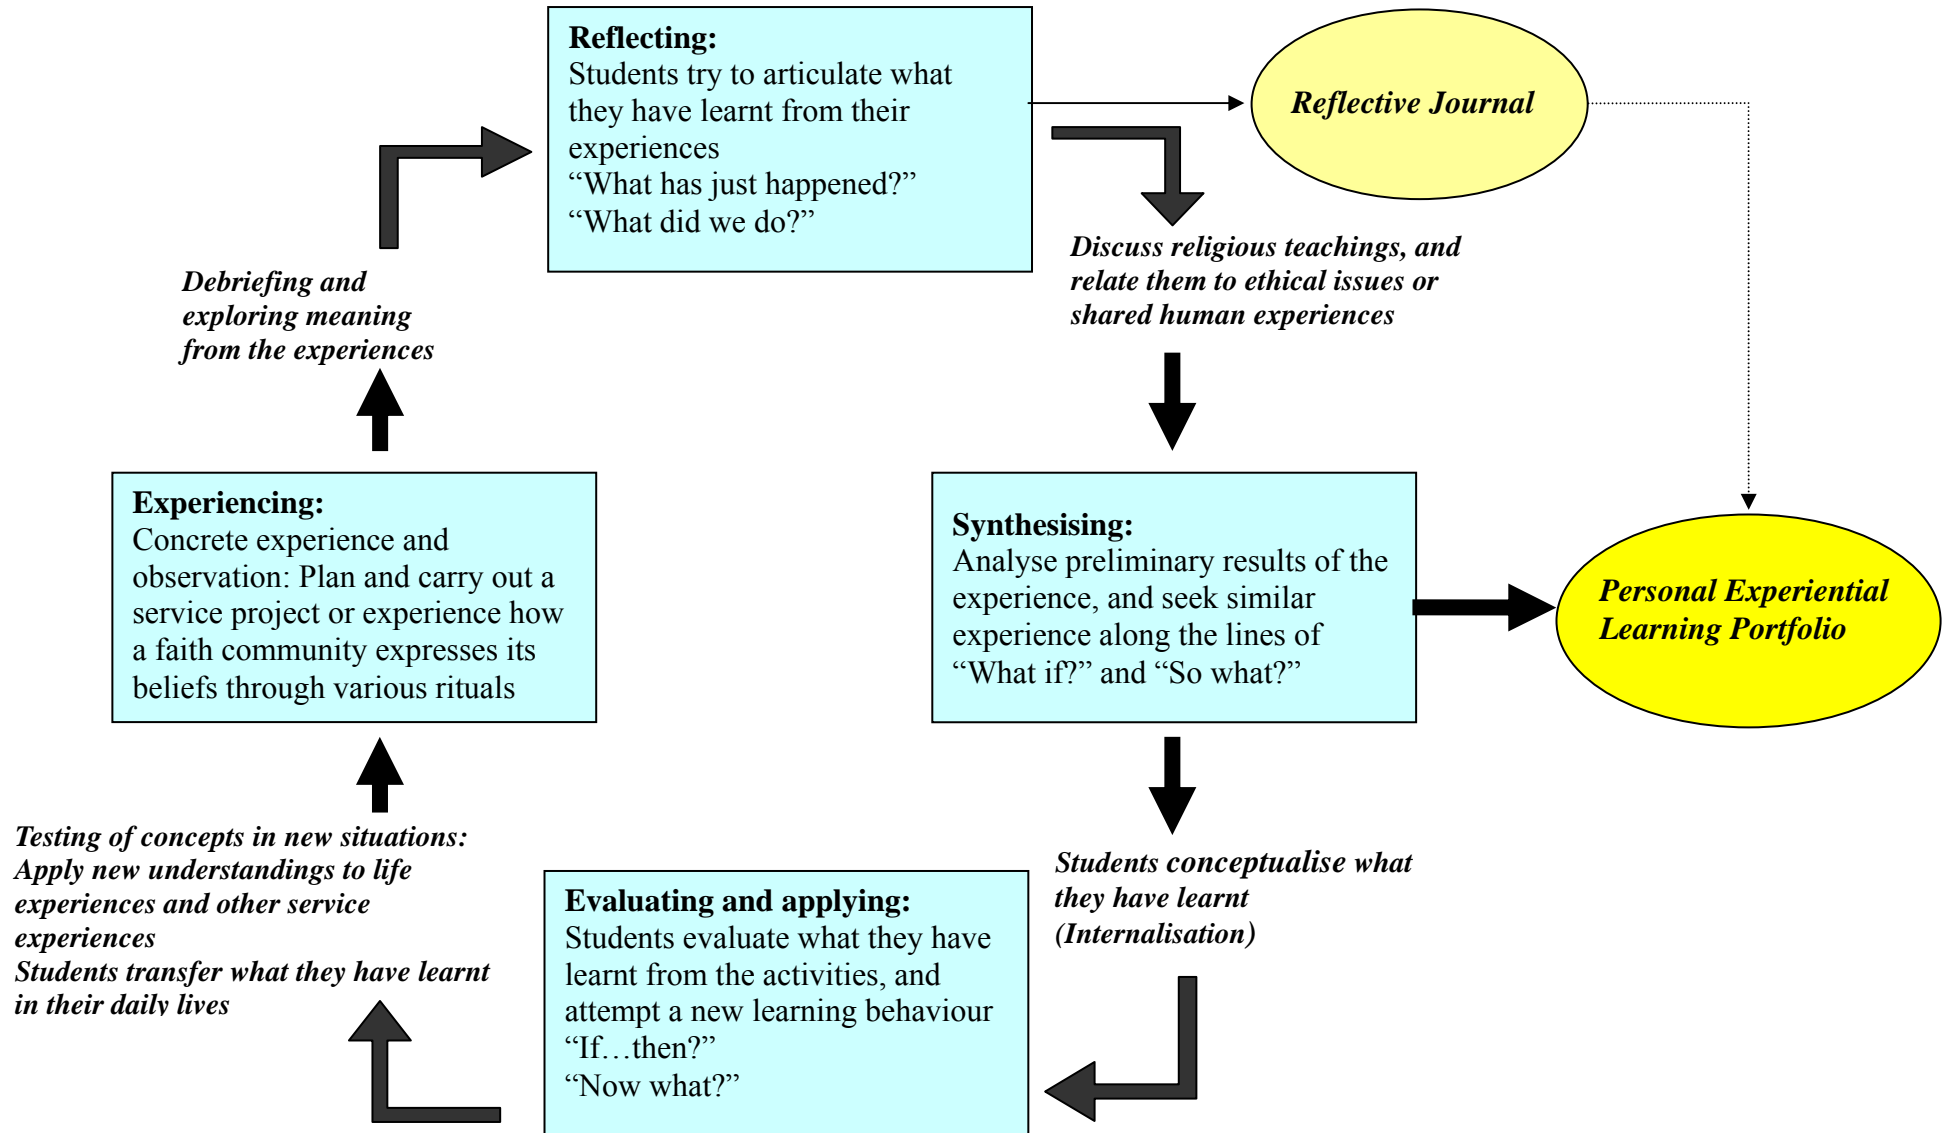 Reflecting:
Students try to articulate what
they have learnt from their
experiences
“What has just happened?”
“What did we do?”
Reflective Journal
Debriefing and
exploring meaning
from the experiences
Discuss religious teachings, and
relate them to ethical issues or
shared human experiences
Experiencing:
Concrete experience and
observation: Plan and carry out a
service project or experience how
a faith community expresses its
beliefs through various rituals
Synthesising:
Analyse preliminary results of the
experience, and seek similar
experience along the lines of
“What if?” and “So what?”
Personal Experiential
Learning Portfolio
Testing of concepts in new situations:
Apply new understandings to life
experiences and other service
experiences
Students transfer what they have learnt
in their daily lives
Evaluating and applying:
Students evaluate what they have
learnt from the activities, and
attempt a new learning behaviour
“If…then?”
“Now what?”
Students conceptualise what
they have learnt
(Internalisation)